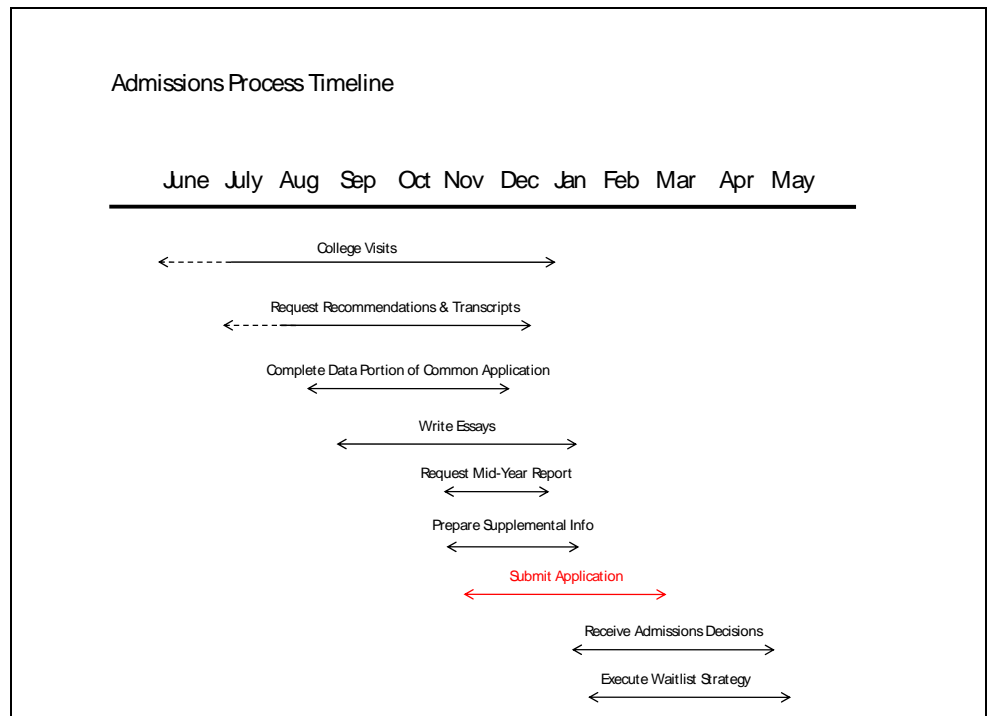 Admissions Process Timeline
June July Aug Sep Oct Nov Dec Jan Feb Mar Apr May
College Visits
Request Recommendations & Transcripts
Complete Data Portion of Common Application
Write Essays
Request Mid-Year Report
Prepare Supplemental Info
Submit Application
Receive Admissions Decisions
Execute Waitlist Strategy